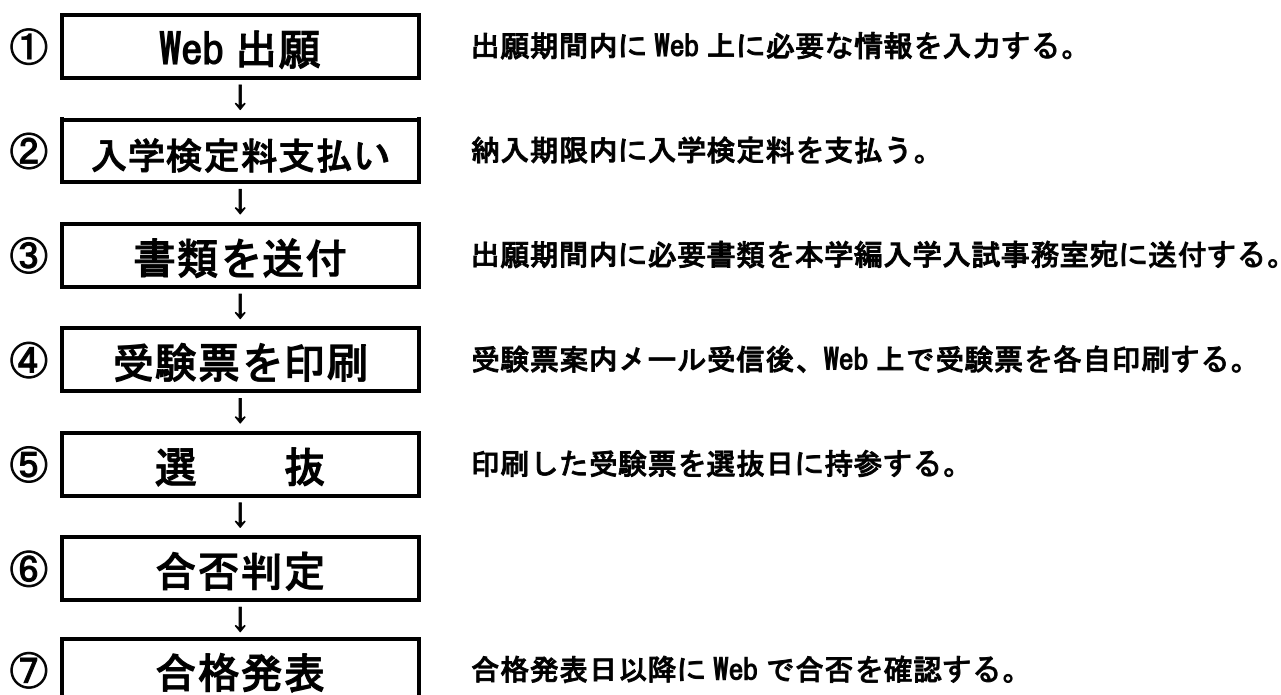 ① Web 出願 出願期間内に Web 上に必要な情報を入力する。
↓
② 入学検定料支払い 納入期限内に入学検定料を支払う。
↓
③ 書類を送付 出願期間内に必要書類を本学編入学入試事務室宛に送付する。
↓
④ 受験票を印刷 受験票案内メール受信後、Web 上で受験票を各自印刷する。
↓
⑤ 選 抜 印刷した受験票を選抜日に持参する。
↓
⑥ 合否判定
↓
⑦ 合格発表 合格発表日以降に Web で合否を確認する。